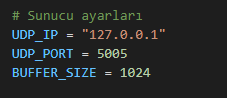 # Sunucu ayarları
UDP_IP = "127.0.0.1"
UDP_PORT = 5005
BUFFER_SIZE = 1024